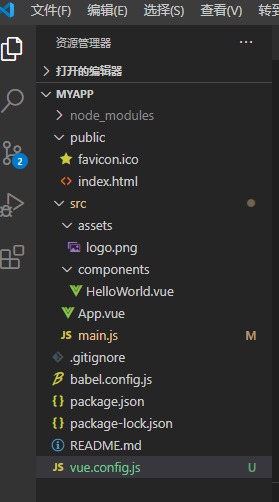 文件(F) 编辑(E) 选择(S) 查看(V) 转到
资源管理器 ···
打开的编辑器
MYAPP
node_modules
public
favicon.ico
index.html
src
assets
logo.png
components
HelloWorld.vue
App.vue
JS main.js M
.gitignore
babel.config.js
{ } package.json
{ } package-lock.json
README.md
JS vue.config.js U
2